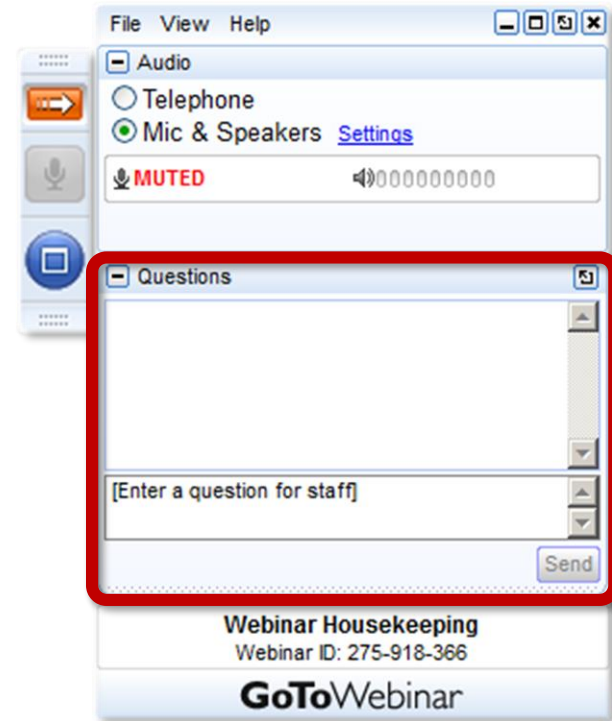 File View Help
Audio
Telephone
Mic & Speakers Settings
MUTED
Questions
[Enter a question for staff]
Send
Webinar Housekeeping
Webinar ID: 275-918-366
GoToWebinar